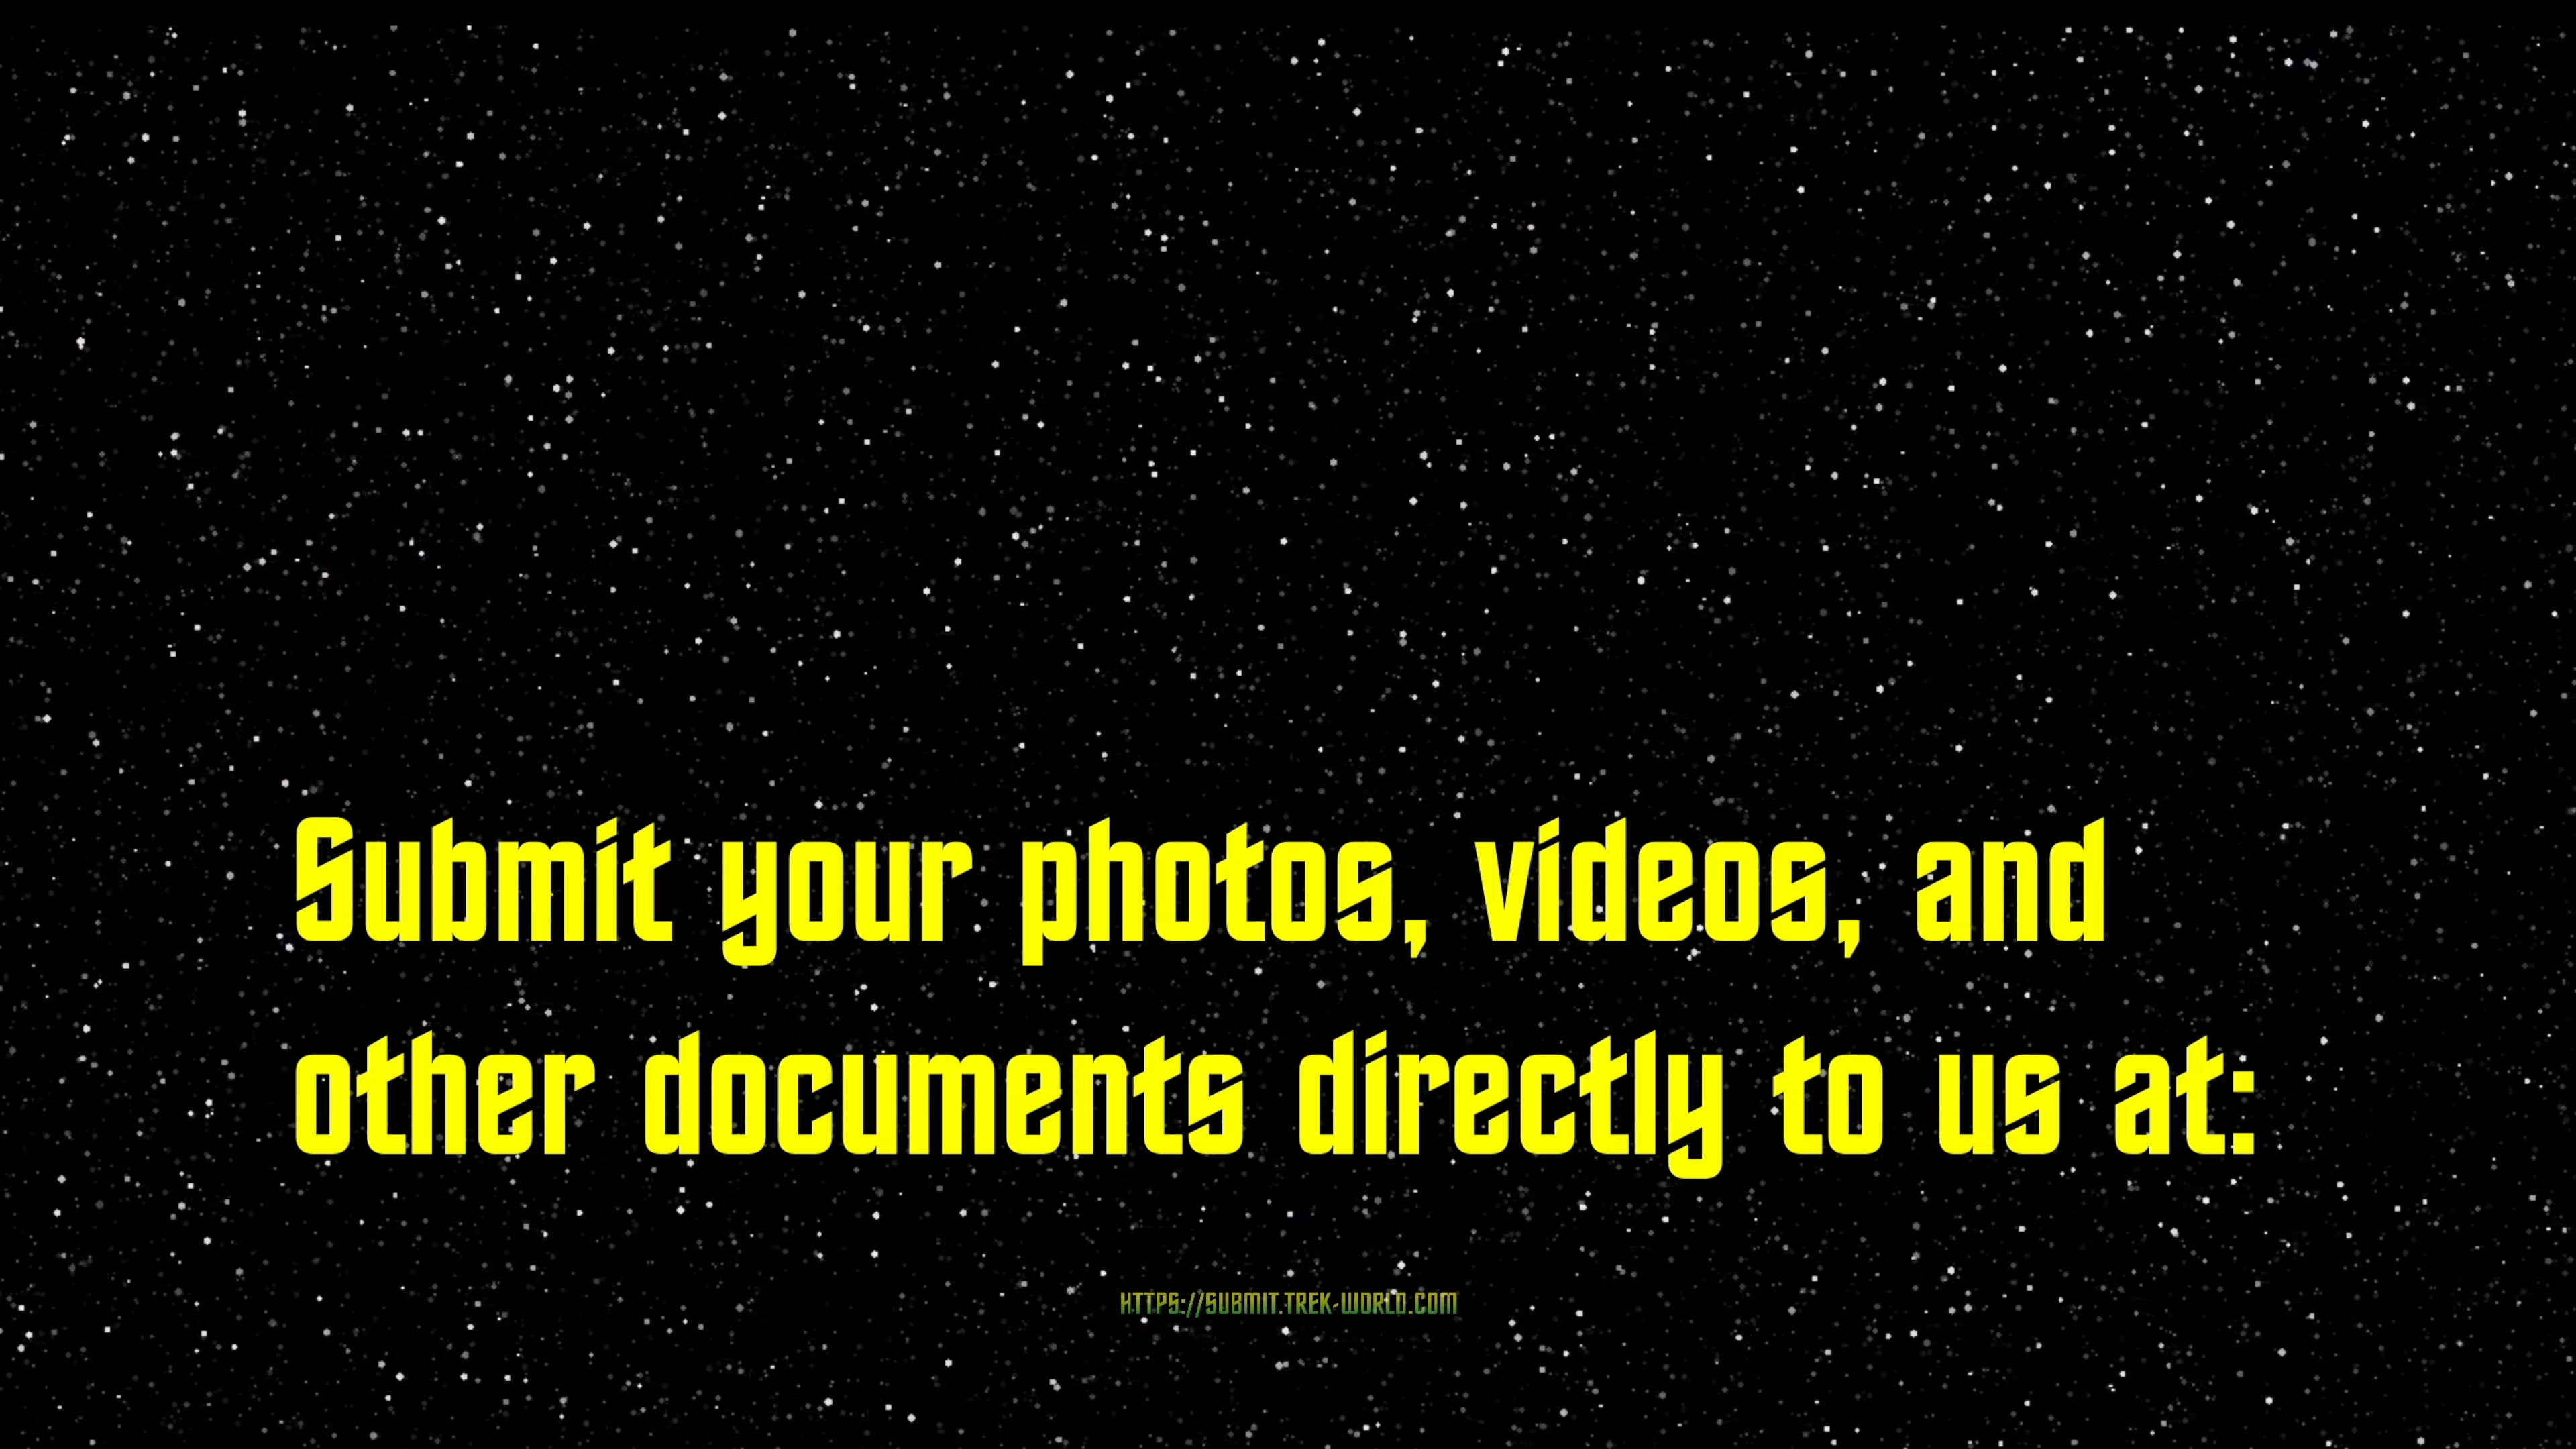 Submit your photos, videos, and
other documents directly to us at:
HTTPS://SUBMIT.TREK-WORLD.COM